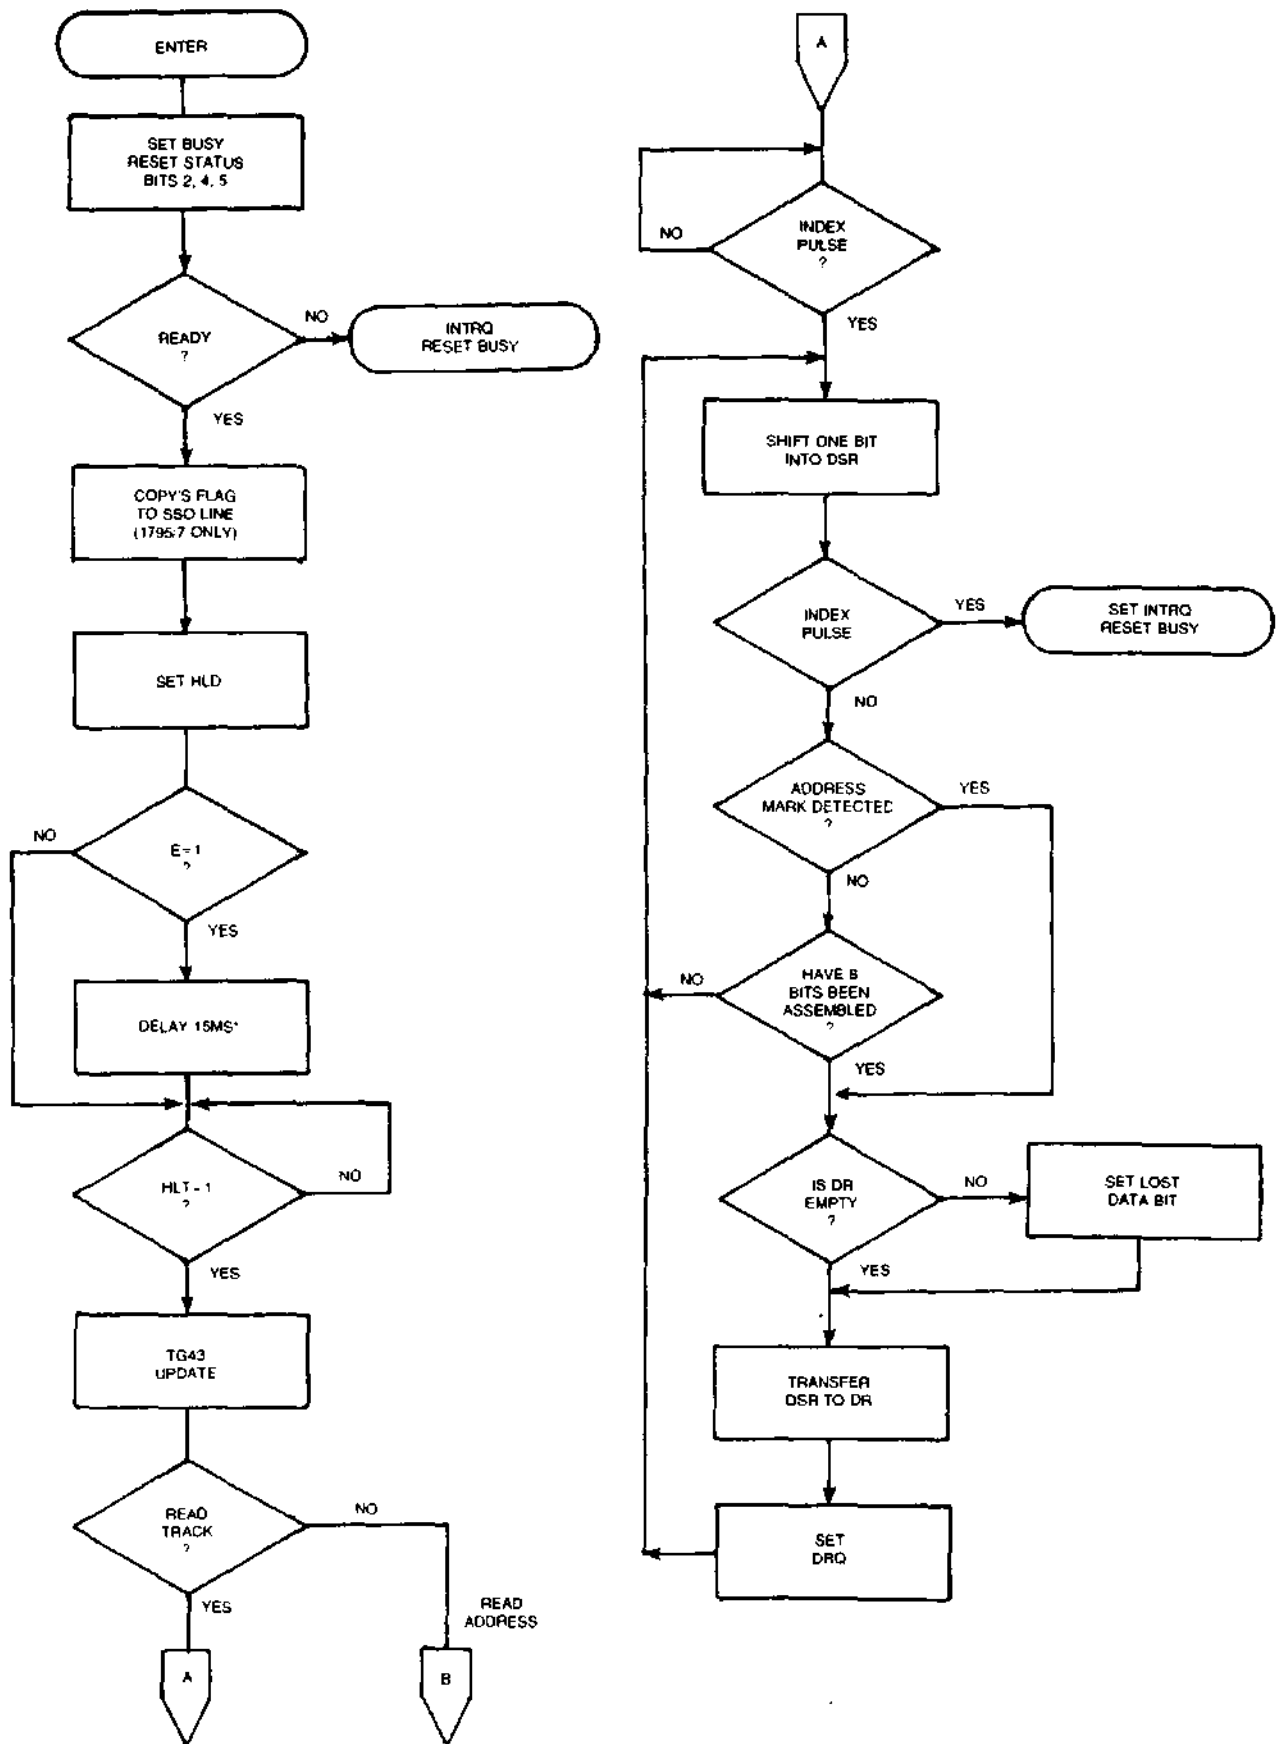 ENTER
SET BUSY
RESET STATUS
BITS 2, 4, 5
READY
?
NO
INTRQ
RESET BUSY
YES
COPY'S FLAG
TO SSO LINE
(1795/7 ONLY)
SET HLD
NO
E=1
?
YES
DELAY 15MS*
HLT=1
?
NO
YES
TG43
UPDATE
READ
TRACK
?
NO
YES
READ
ADDRESS
A
B
A
INDEX
PULSE
?
NO
YES
SHIFT ONE BIT
INTO DSR
INDEX
PULSE
YES
SET INTRQ
RESET BUSY
NO
ADDRESS
MARK DETECTED
?
YES
NO
HAVE 8
BITS BEEN
ASSEMBLED
?
NO
YES
IS DR
EMPTY
?
NO
SET LOST
DATA BIT
YES
TRANSFER
DSR TO DR
SET
DRQ